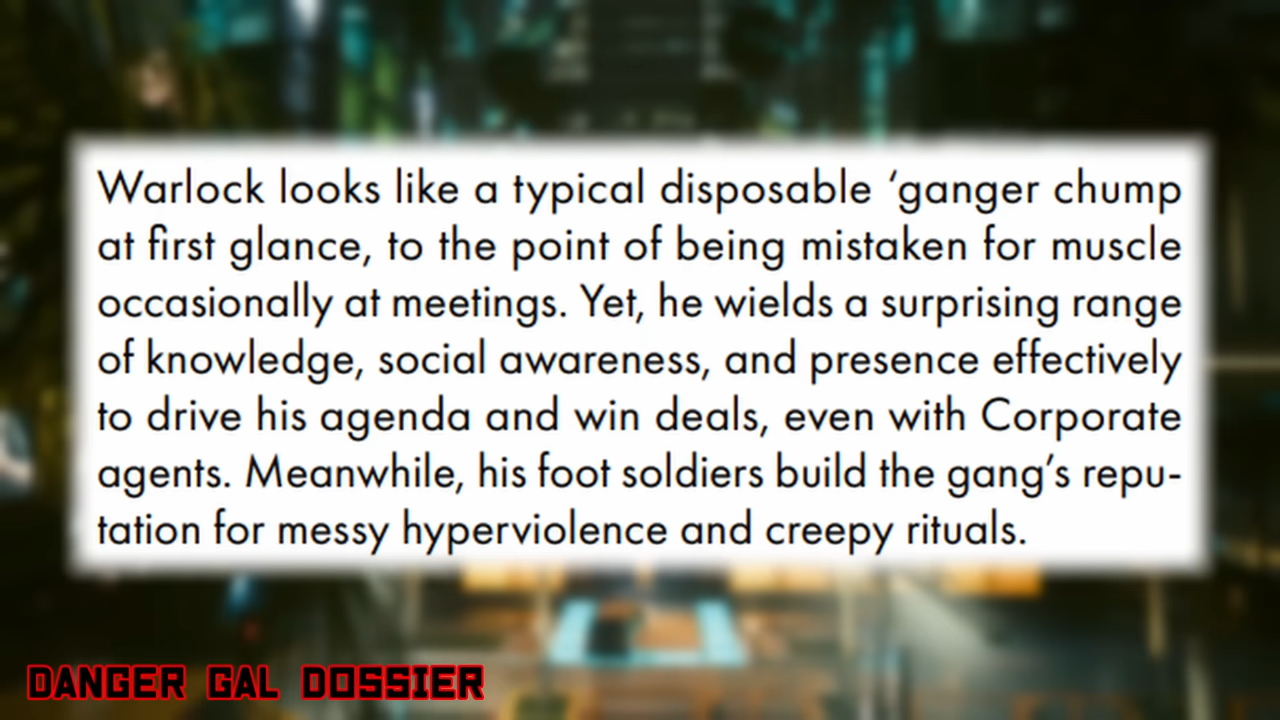 Warlock looks like a typical disposable ‘ganger chump
at first glance, to the point of being mistaken for muscle
occasionally at meetings. Yet, he wields a surprising range
of knowledge, social awareness, and presence effectively
to drive his agenda and win deals, even with Corporate
agents. Meanwhile, his foot soldiers build the gang’s repu-
tation for messy hyperviolence and creepy rituals.
DANGER GAL DOSSIER